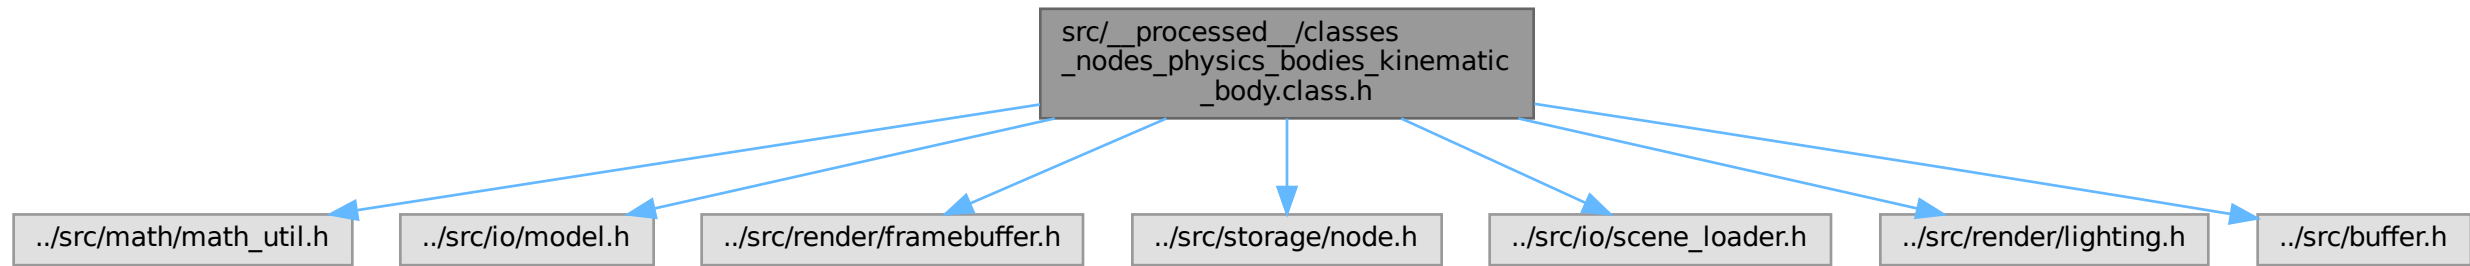 src/__processed__/classes
_nodes_physics_bodies_kinematic
_body.class.h
../src/math/math_util.h
../src/io/model.h
../src/render/framebuffer.h
../src/storage/node.h
../src/io/scene_loader.h
../src/render/lighting.h
../src/buffer.h